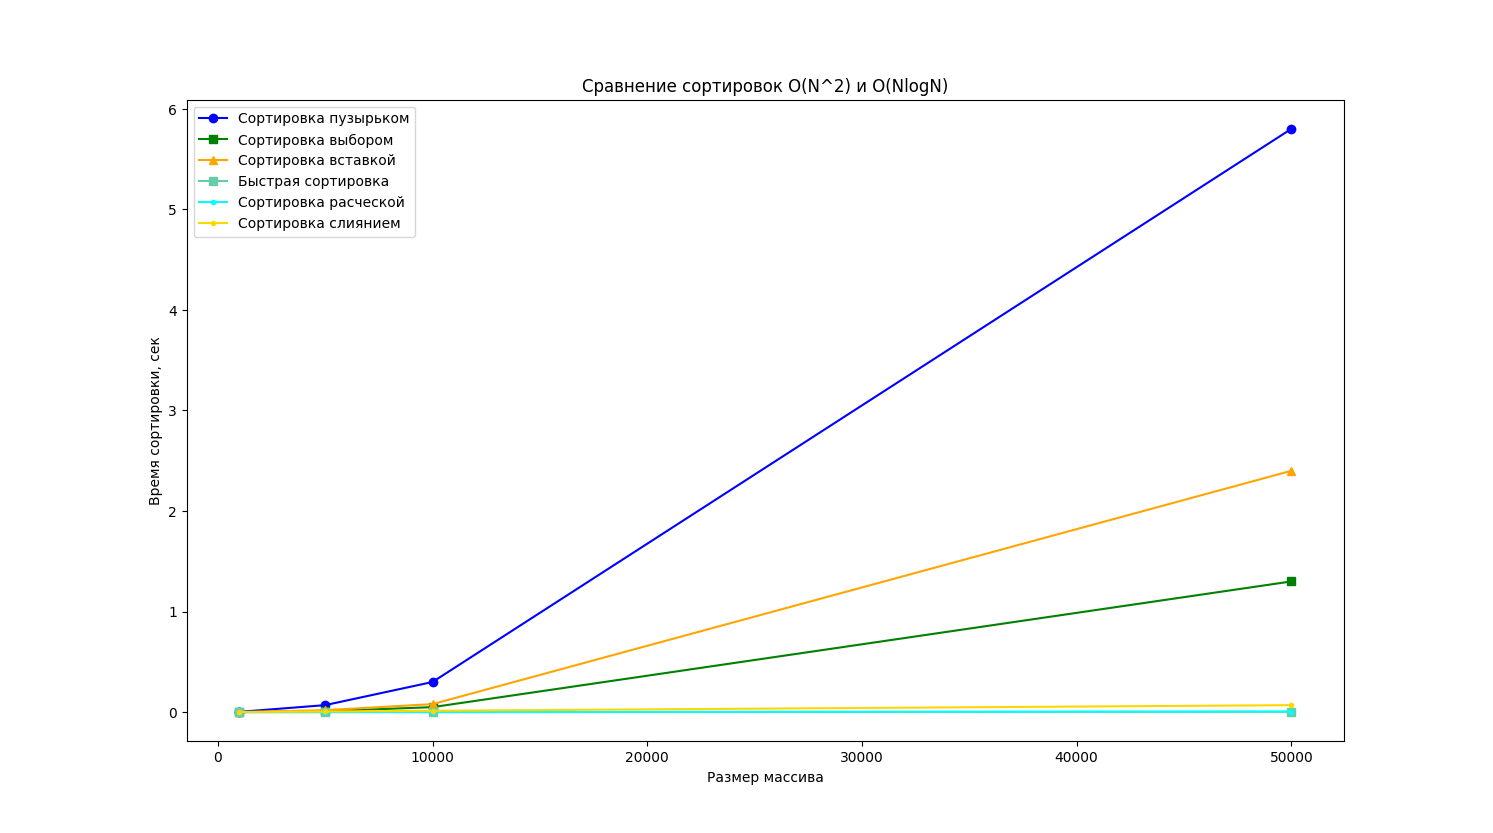 Сравнение сортировок O(N^2) и O(NlogN)
Сортировка пузырьком
Сортировка выбором
Сортировка вставкой
Быстрая сортировка
Сортировка расческой
Сортировка слиянием
Время сортировки, сек
6
5
4
3
2
1
0
0
10000
20000
30000
40000
50000
Размер массива